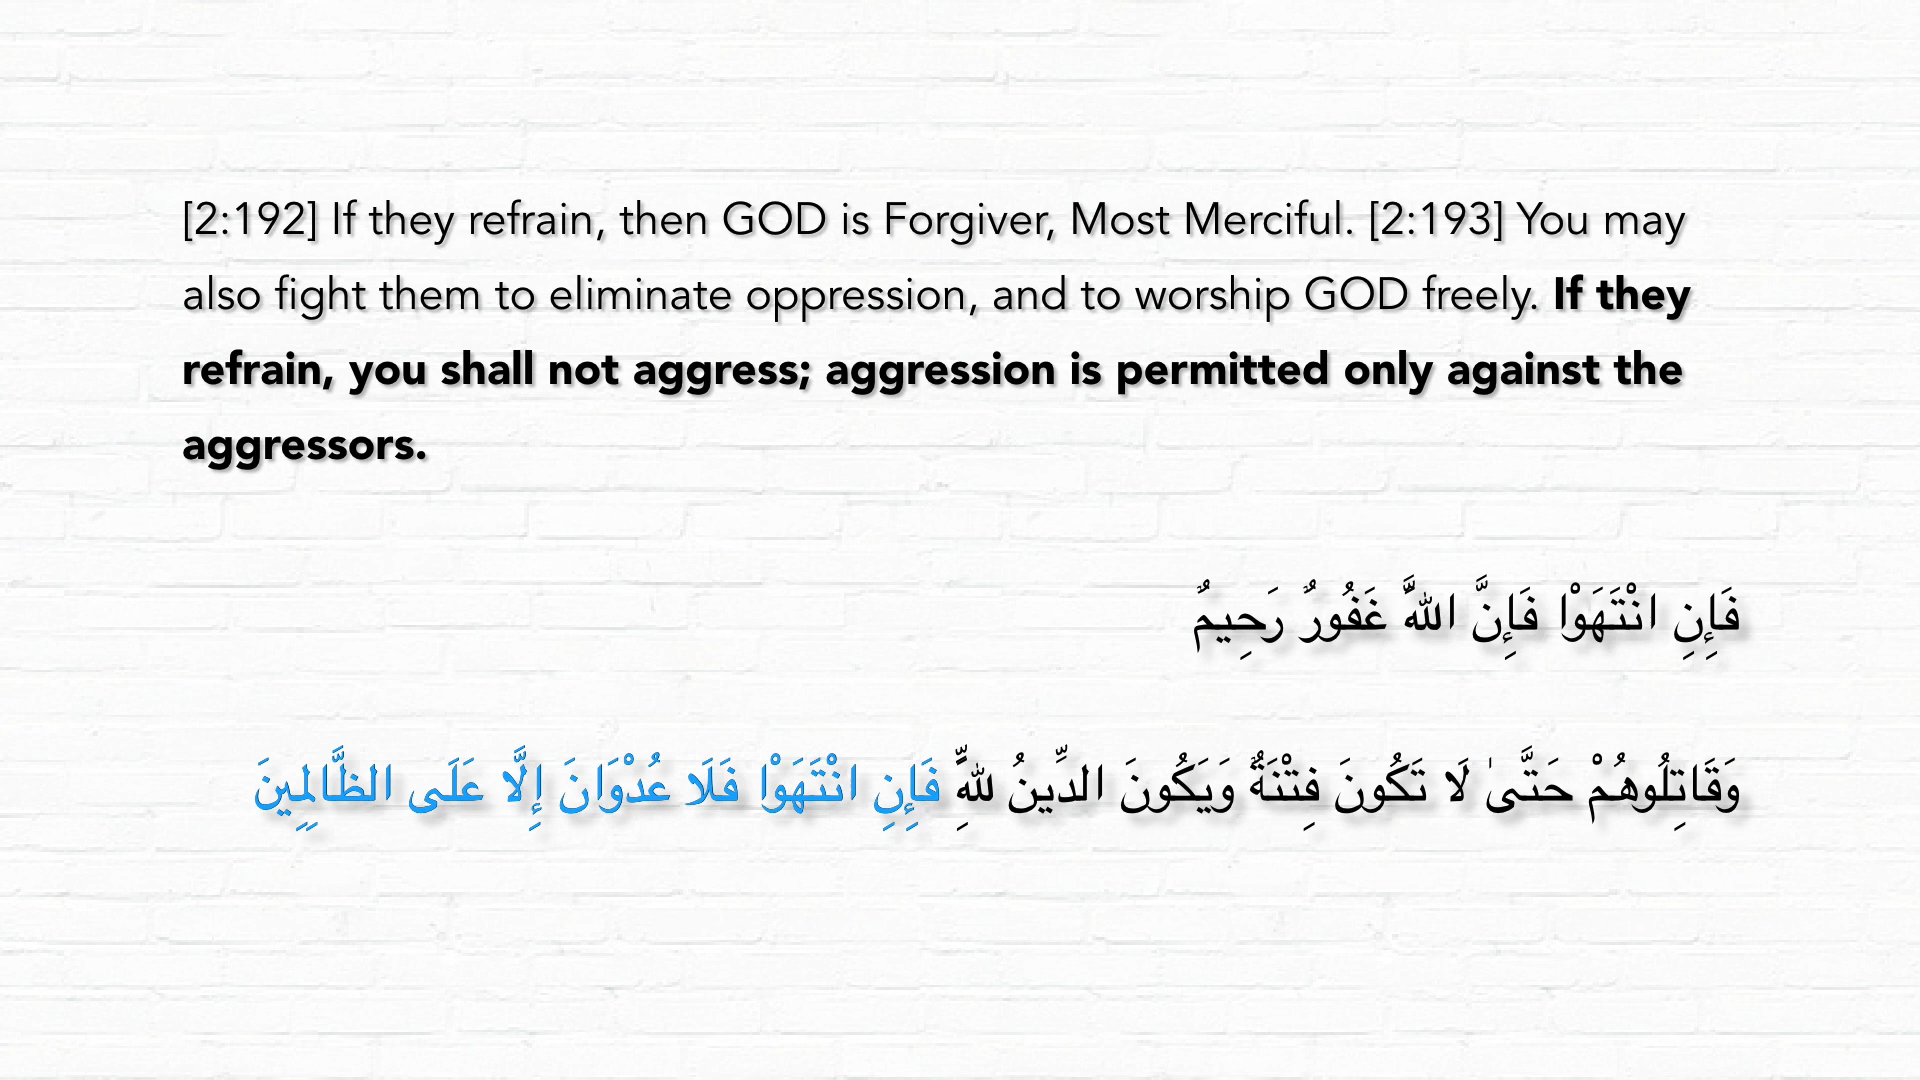 [2:192] If they refrain, then GOD is Forgiver, Most Merciful. [2:193] You may
also fight them to eliminate oppression, and to worship GOD freely. If they
refrain, you shall not aggress; aggression is permitted only against the
aggressors.
فَإِنِ انْتَهَوْا فَإِنَّ اللَّهَ غَفُورٌ رَحِيمٌ
وَقَاتِلُوهُمْ حَتَّىٰ لَا تَكُونَ فِتْنَةٌ وَيَكُونَ الدِّينُ لِلَّهِ فَإِنِ انْتَهَوْا فَلَا عُدْوَانَ إِلَّا عَلَى الظَّالِمِينَ